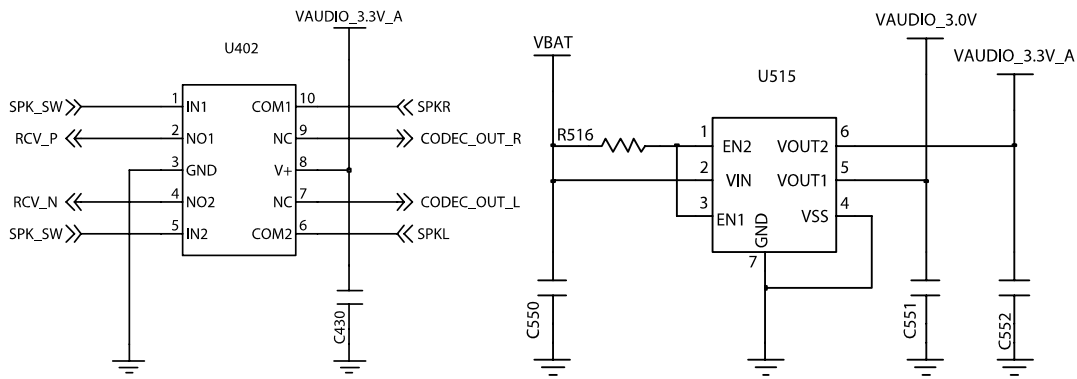 VAUDIO_3.3V_A
U402
SPK_SW 1 IN1 COM1 10 SPKR
RCV_P 2 NO1 NC 9 CODEC_OUT_R
3 GND V+ 8
RCV_N 4 NO2 NC 7 CODEC_OUT_L
SPK_SW 5 IN2 COM2 6 SPKL
C430
VAUDIO_3.0V
VBAT
VAUDIO_3.3V_A
U515
R516 1 EN2 VOUT2 6
2 VIN VOUT1 5
3 EN1 VSS 4
GND
7
C550
C551
C552